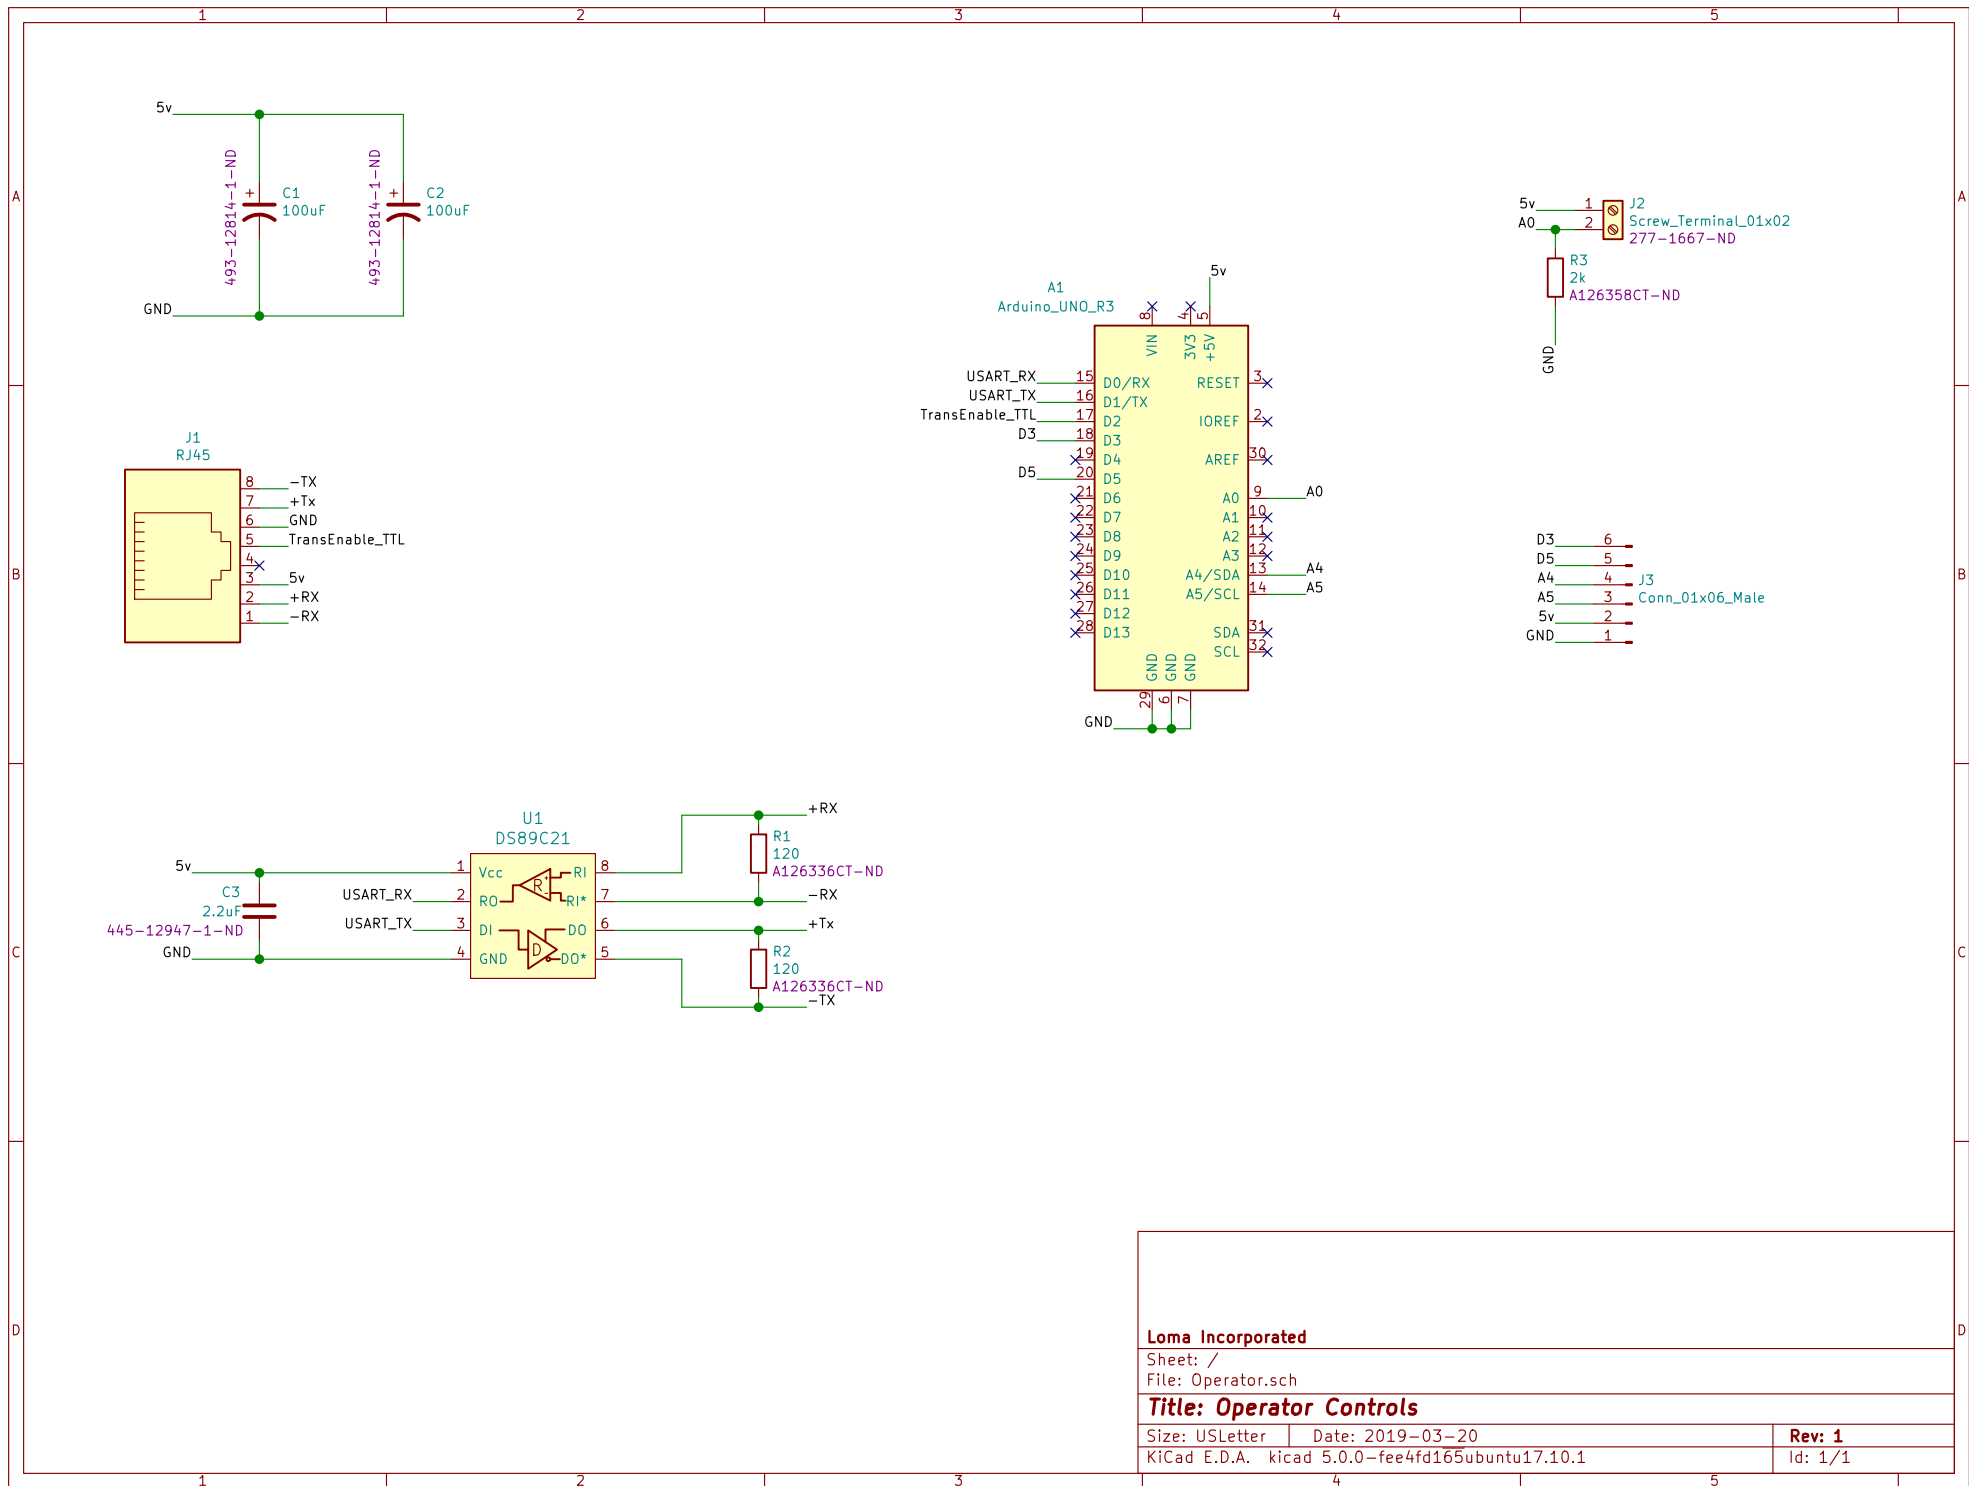 1 2 3 4 5
A A
B B
C C
D D
5v
493-12814-1-ND
+
C1
100uF
493-12814-1-ND
+
C2
100uF
GND
J1
RJ45
8 -TX
7 +Tx
6 GND
5 TransEnable_TTL
4
3 5v
2 +RX
1 -RX
A1
Arduino_UNO_R3
5v
8 4 5
VIN 3V3 +5V
USART_RX 15 D0/RX
USART_TX 16 D1/TX
TransEnable_TTL 17 D2
D3 18 D3
19 D4
D5 20 D5
21 D6
22 D7
23 D8
24 D9
25 D10
26 D11
27 D12
28 D13
RESET 3
IOREF 2
AREF 30
A0 9 A0
A1 10
A2 11
A3 12
A4/SDA 13 A4
A5/SCL 14 A5
SDA 31
SCL 32
GND GND GND
29 6 7
GND
5v 1
A0 2
J2
Screw_Terminal_01x02
277-1667-ND
R3
2k
A126358CT-ND
GND
D3 6
D5 5
A4 4
A5 3
5v 2
GND 1
J3
Conn_01x06_Male
U1
DS89C21
5v
C3
2.2uF
445-12947-1-ND
GND
1 Vcc
USART_RX 2 RO
USART_TX 3 DI
4 GND
R
+
-
D
RI 8
RI* 7
DO 6
DO* 5
+RX
R1
120
A126336CT-ND
-RX
+Tx
R2
120
A126336CT-ND
-TX
Loma Incorporated
Sheet: /
File: Operator.sch
Title: Operator Controls
Size: USLetter Date: 2019-03-20 Rev: 1
KiCad E.D.A. kicad 5.0.0-fee4fd165ubuntu17.10.1 Id: 1/1
1 2 3 4 5